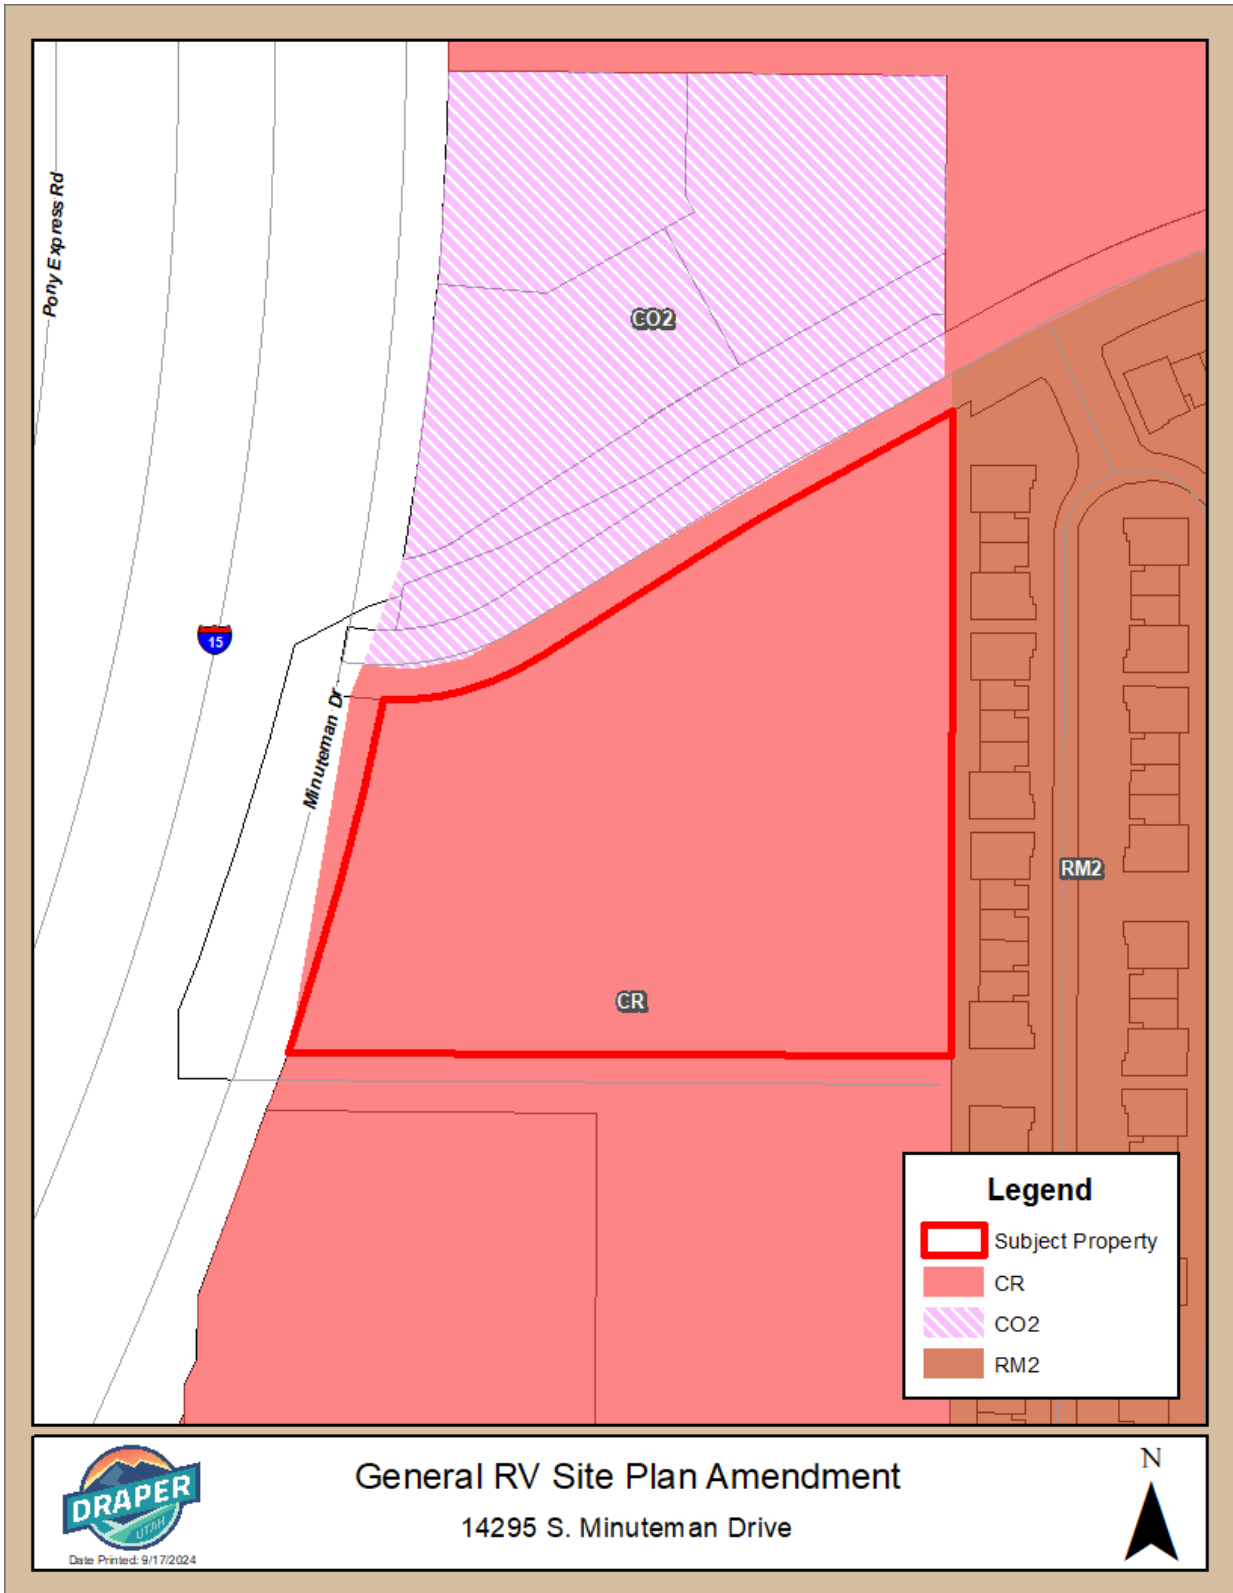 Pony Express Rd
CO2
15
Minuteman Dr
RM2
CR
Legend
Subject Property
CR
CO2
RM2
DRAPER
UTAH
Date Printed: 9/17/2024
General RV Site Plan Amendment
14295 S. Minuteman Drive
N